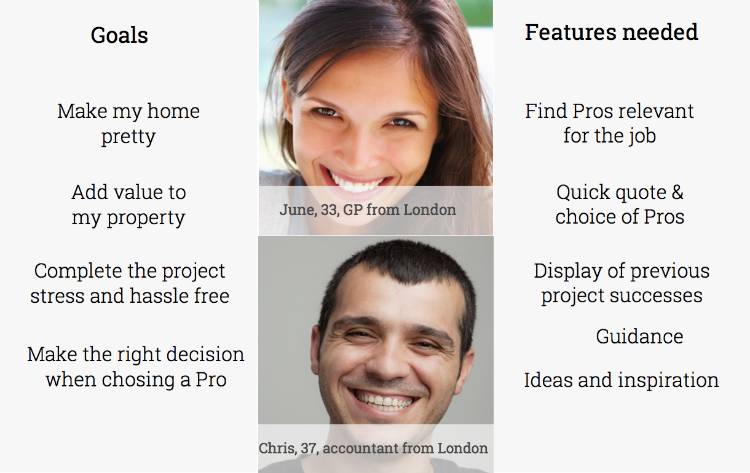 Goals
Make my home
pretty
Add value to
my property
Complete the project
stress and hassle free
Make the right decision
when chosing a Pro
June, 33, GP from London
Chris, 37, accountant from London
Features needed
Find Pros relevant
for the job
Quick quote &
choice of Pros
Display of previous
project successes
Guidance
Ideas and inspiration